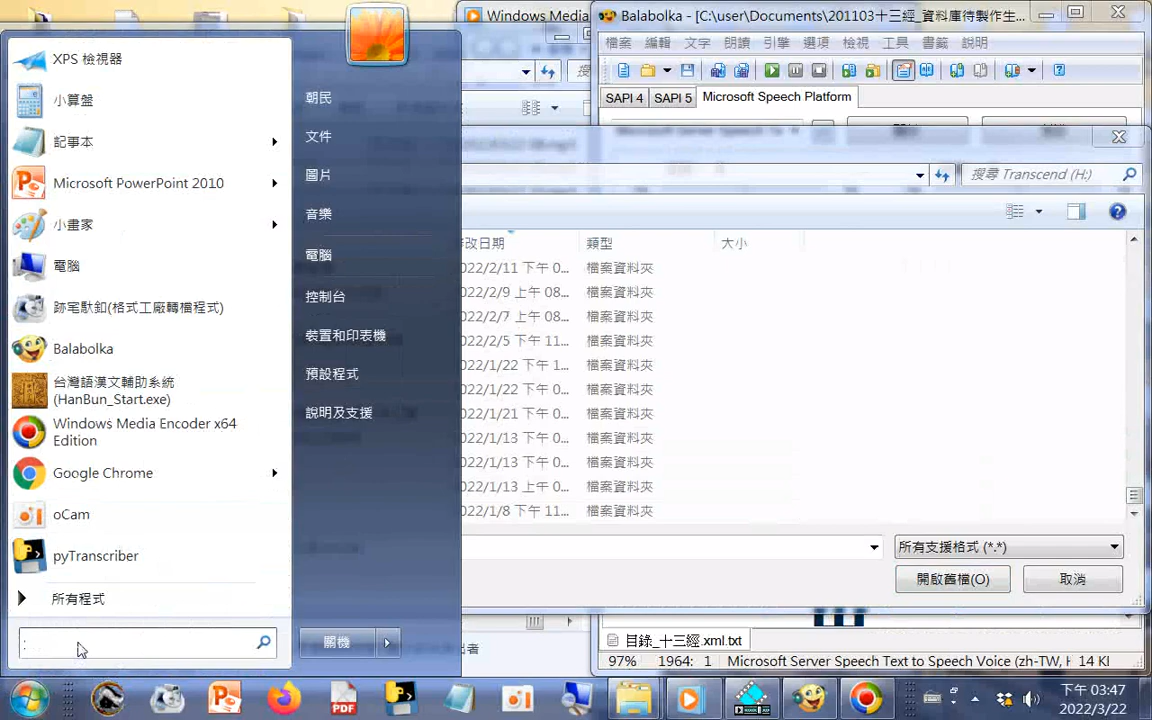 Windows Media
Balabolka - [C:\user\Documents\201103十三經_資料庫待製作生...
檔案 編輯 文字 朗讀 引擎 選項 檢視 工具 書籤 說明
SAPI 4 SAPI 5 Microsoft Speech Platform
搜尋 Transcend (H:)
修改日期 類型 大小
2022/2/11 下午 0... 檔案資料夾
2022/2/9 上午 08... 檔案資料夾
2022/2/7 上午 08... 檔案資料夾
2022/2/5 下午 11... 檔案資料夾
2022/1/22 下午 1... 檔案資料夾
2022/1/22 下午 0... 檔案資料夾
2022/1/21 下午 0... 檔案資料夾
2022/1/13 下午 0... 檔案資料夾
2022/1/13 下午 0... 檔案資料夾
2022/1/13 上午 0... 檔案資料夾
2022/1/8 下午 11... 檔案資料夾
所有支援格式 (*.*)
開啟舊檔(O) 取消
XPS 檢視器
小算盤
記事本
Microsoft PowerPoint 2010
小畫家
電腦
跡宅馱釦(格式工廠轉檔程式)
Balabolka
台灣語漢文輔助系統
(HanBun_Start.exe)
Windows Media Encoder x64
Edition
Google Chrome
oCam
pyTranscriber
所有程式
朝民
文件
圖片
音樂
電腦
控制台
裝置和印表機
預設程式
說明及支援
關機
目錄_十三經.xml.txt
97% 1964: 1 Microsoft Server Speech Text to Speech Voice (zh-TW, H 14 KI
PDF
下午 03:47
2022/3/22